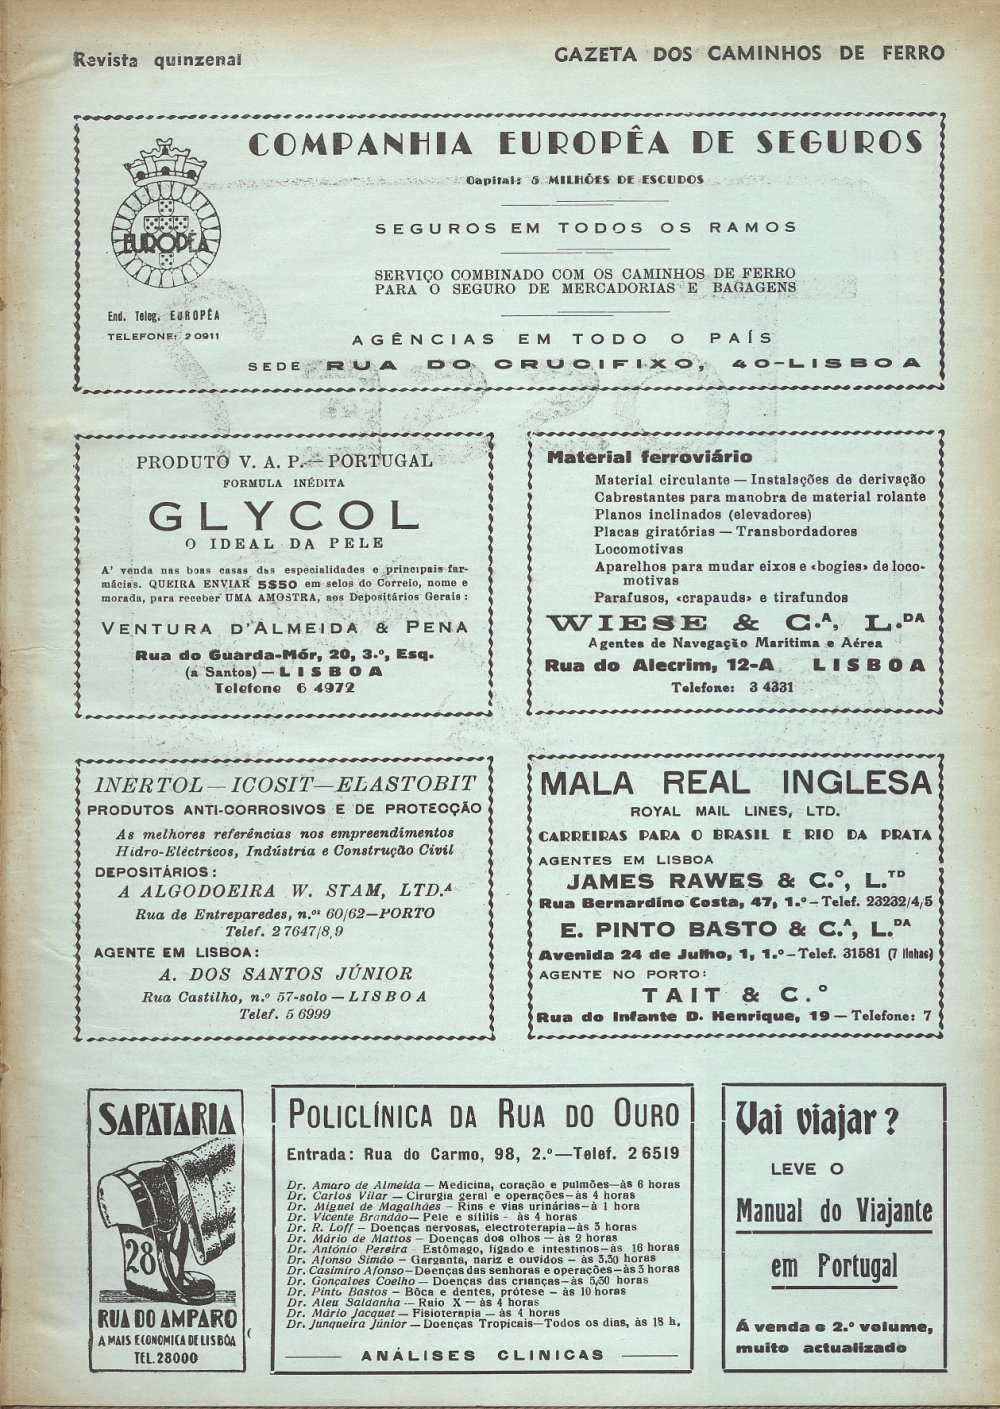 Revista quinzenal
GAZETA DOS CAMINHOS DE FERRO
COMPANHIA EUROPÊA DE SEGUROS
Capital: 5 MILHÕES DE ESCUDOS
EUROPÊA
SEGUROS EM TODOS OS RAMOS
SERVIÇO COMBINADO COM OS CAMINHOS DE FERRO
PARA O SEGURO DE MERCADORIAS E BAGAGENS
End. Teleg. EUROPÊA
TELEFONE: 2 0911
AGÊNCIAS EM TODO O PAÍS
SEDE RUA DO CRUCIFIXO, 40-LISBOA
PRODUTO V. A. P.—PORTUGAL
FORMULA INÉDITA
GLYCOL
O IDEAL DA PELE
A' venda nas boas casas das especialidades e principais far-
mácias. QUEIRA ENVIAR 5$50 em selos do Correio, nome e
morada, para receber UMA AMOSTRA, aos Depositários Gerais:
VENTURA D'ALMEIDA & PENA
Rua do Guarda-Mór, 20, 3.º, Esq.
(a Santos) — LISBOA
Telefone 6 4972
Material ferroviário
Material circulante — Instalações de derivação
Cabrestantes para manobra de material rolante
Planos inclinados (elevadores)
Placas giratórias — Transbordadores
Locomotivas
Aparelhos para mudar eixos e «bogies» de loco-
motivas
Parafusos, «crapauds» e tirafundos
WIESE & C.A, L.DA
Agentes de Navegação Marítima e Aérea
Rua do Alecrim, 12-A LISBOA
Telefone: 3 4331
INERTOL—ICOSIT—ELASTOBIT
PRODUTOS ANTI-CORROSIVOS E DE PROTECÇÃO
As melhores referências nos empreendimentos
Hidro-Eléctricos, Indústria e Construção Civil
DEPOSITÁRIOS:
A ALGODOEIRA W. STAM, LTD.A
Rua de Entreparedes, n.os 60/62—PORTO
Telef. 2 7647/8,9
AGENTE EM LISBOA:
A. DOS SANTOS JÚNIOR
Rua Castilho, n.º 57-solo — LISBOA
Telef. 5 6999
MALA REAL INGLESA
ROYAL MAIL LINES, LTD.
CARREIRAS PARA O BRASIL E RIO DA PRATA
AGENTES EM LISBOA
JAMES RAWES & C.º, L.TD
Rua Bernardino Costa, 47, 1.º — Telef. 23232/4/5
E. PINTO BASTO & C.A, L.DA
Avenida 24 de Julho, 1, 1.º — Telef. 31581 (7 linhas)
AGENTE NO PORTO:
TAIT & C.º
Rua do Infante D. Henrique, 19 — Telefone: 7
SAPATARIA
28
RUA DO AMPARO
A MAIS ECONOMICA DE LISBÔA
TEL. 28000
POLICLÍNICA DA RUA DO OURO
Entrada: Rua do Carmo, 98, 2.º—Telef. 2 6519
Dr. Amaro de Almeida — Medicina, coração e pulmões—às 6 horas
Dr. Carlos Vilar — Cirurgia geral e operações—às 4 horas
Dr. Miguel de Magalhães - Rins e vias urinárias—à 1 hora
Dr. Vicente Brandão— Pele e sífilis - às 4 horas
Dr. R. Loff — Doenças nervosas, electroterapia—às 3 horas
Dr. Mário de Mattos — Doenças dos olhos — às 2 horas
Dr. António Pereira - Estômago, fígado e intestinos—às 16 horas
Dr. Afonso Simão — Garganta, nariz e ouvidos — às 3,30 horas
Dr. Casimiro Afonso—Doenças das senhoras e operações—às 3 horas
Dr. Gonçalves Coelho — Doenças das crianças—às 5,30 horas
Dr. Pinto Bastos — Bôca e dentes, prótese — às 10 horas
Dr. Aleu Saldanha — Raio X — às 4 horas
Dr. Mário Jacquet — Fisioterapia — às 4 horas
Dr. Junqueira Júnior — Doenças Tropicais—Todos os dias, às 18 h.
ANÁLISES CLINICAS
Vai viajar?
LEVE O
Manual do Viajante
em Portugal
Á venda o 2.º volume,
muito actualizado